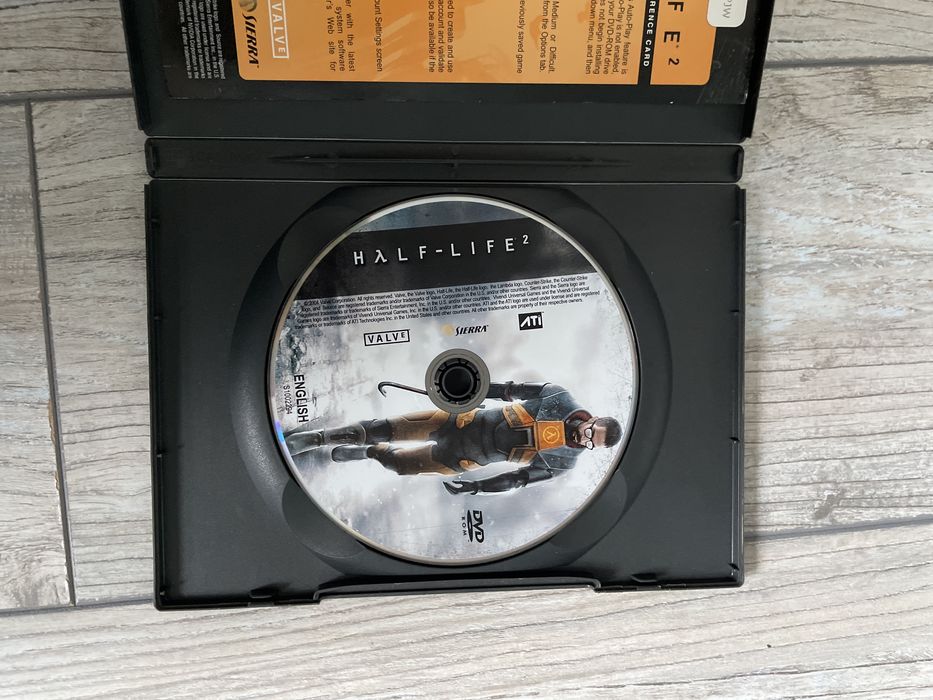 HλLF-LIFE²
© 2004 Valve Corporation. All rights reserved. Valve, the Valve logo, Half-Life, the Half-Life logo, the Lambda logo, Counter-Strike, the Counter-Strike
logo, and Source are registered trademarks and/or trademarks of Valve Corporation in the U.S. and/or other countries. Sierra and the Sierra logo are
registered trademarks or trademarks of Sierra Entertainment, Inc. in the U.S. and/or other countries. Vivendi Universal Games and the Vivendi Universal
Games logo are trademarks of Vivendi Universal Games, Inc. in the U.S. and/or other countries. ATI and the ATI logo are used under license and are registered
trademarks or trademarks of ATI Technologies Inc. in the United States and other countries. All other trademarks are property of their respective owners.
VALVE
SIERRA
ATI
ENGLISH
S1002294
DVD
ROM
F E 2
RENCE CARD
Auto-Play feature is
o-Play is not enabled,
your DVD-ROM drive
s not begin installing
down menu, and then
Medium or Difficult.
from the Options tab.
eviously saved game
ed to create and use
account and validate
so be available if the
ount Settings screen
er with the latest
system software
r's Web site for
VALVE
SIERRA